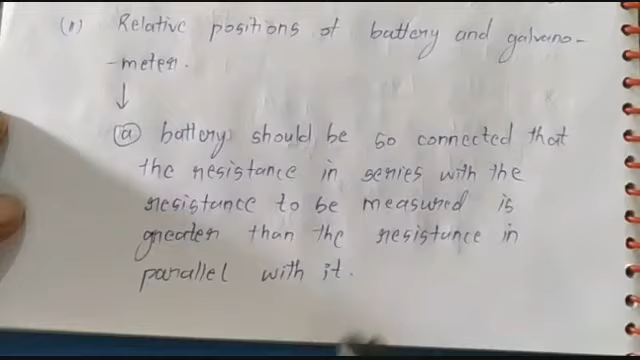 (1) Relative positions of battery and galvano-
-meter.
↓
ⓐ battery should be so connected that
the resistance in series with the
resistance to be measured is
greater than the resistance in
parallel with it.